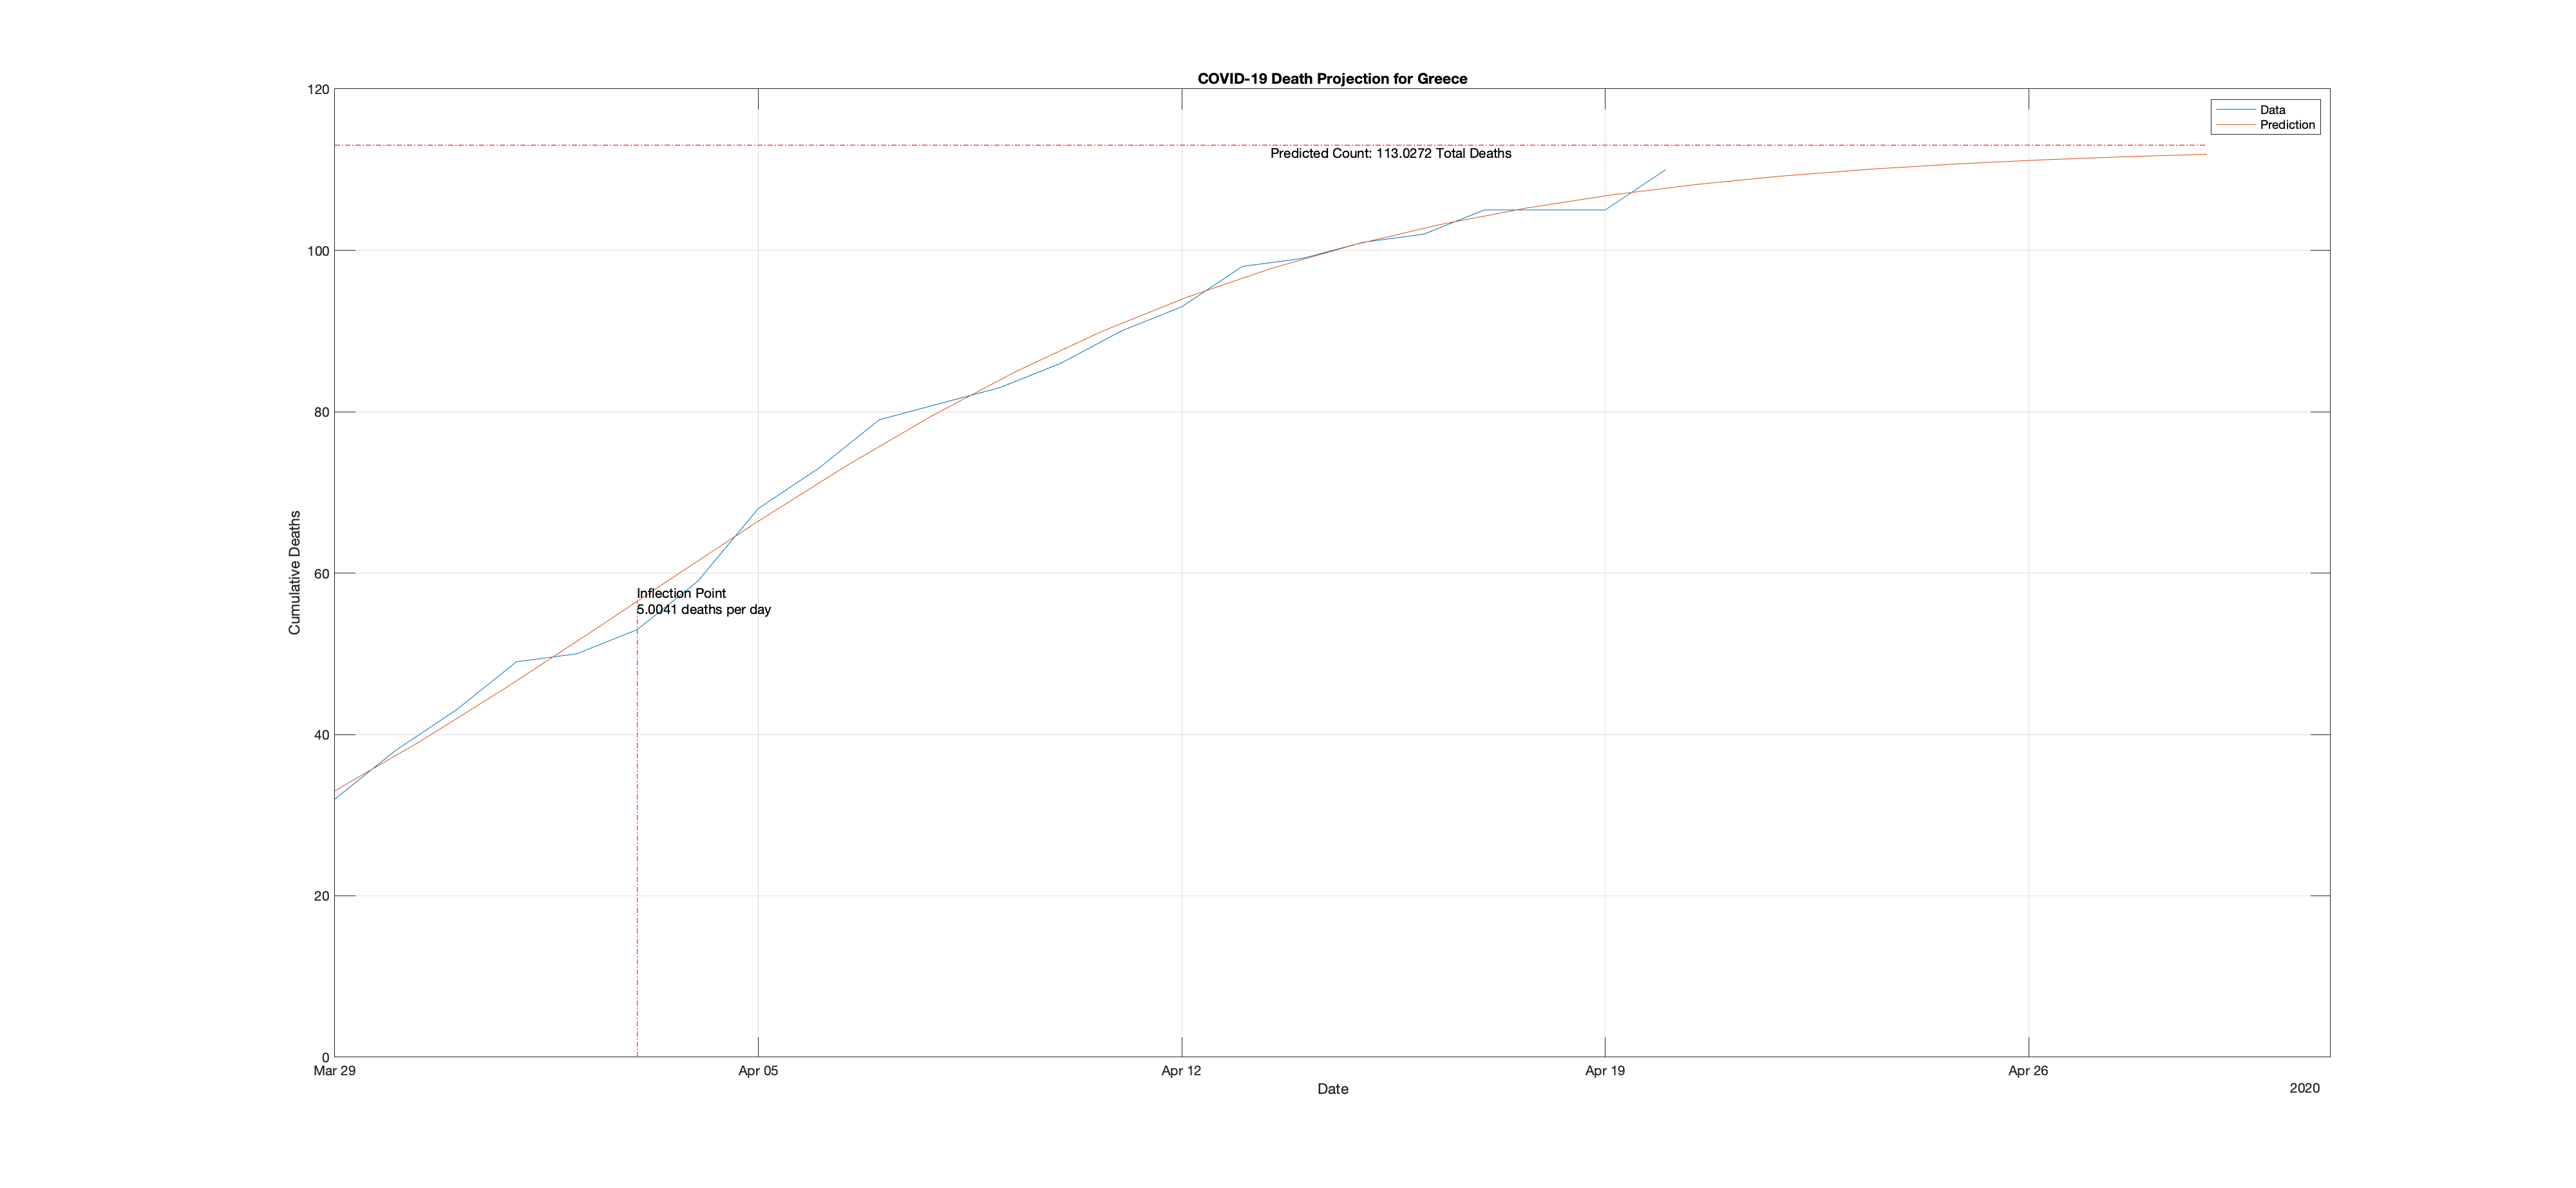 COVID-19 Death Projection for Greece
120
100
80
60
40
20
0
Cumulative Deaths
Data
Prediction
Predicted Count: 113.0272 Total Deaths
Inflection Point
5.0041 deaths per day
Mar 29
Apr 05
Apr 12
Apr 19
Apr 26
Date
2020